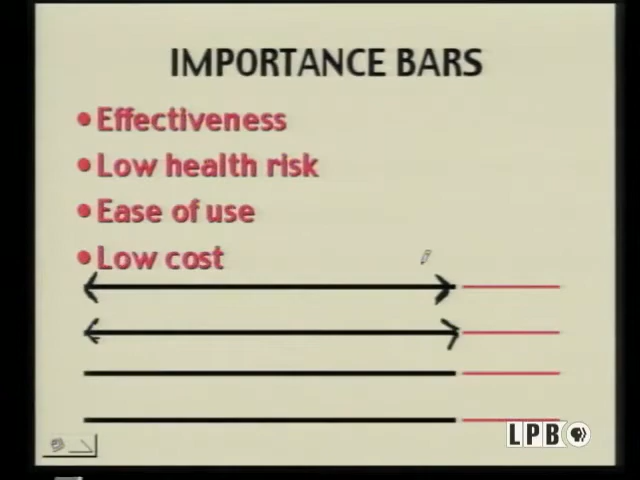 IMPORTANCE BARS
•Effectiveness
•Low health risk
•Ease of use
•Low cost
LPB